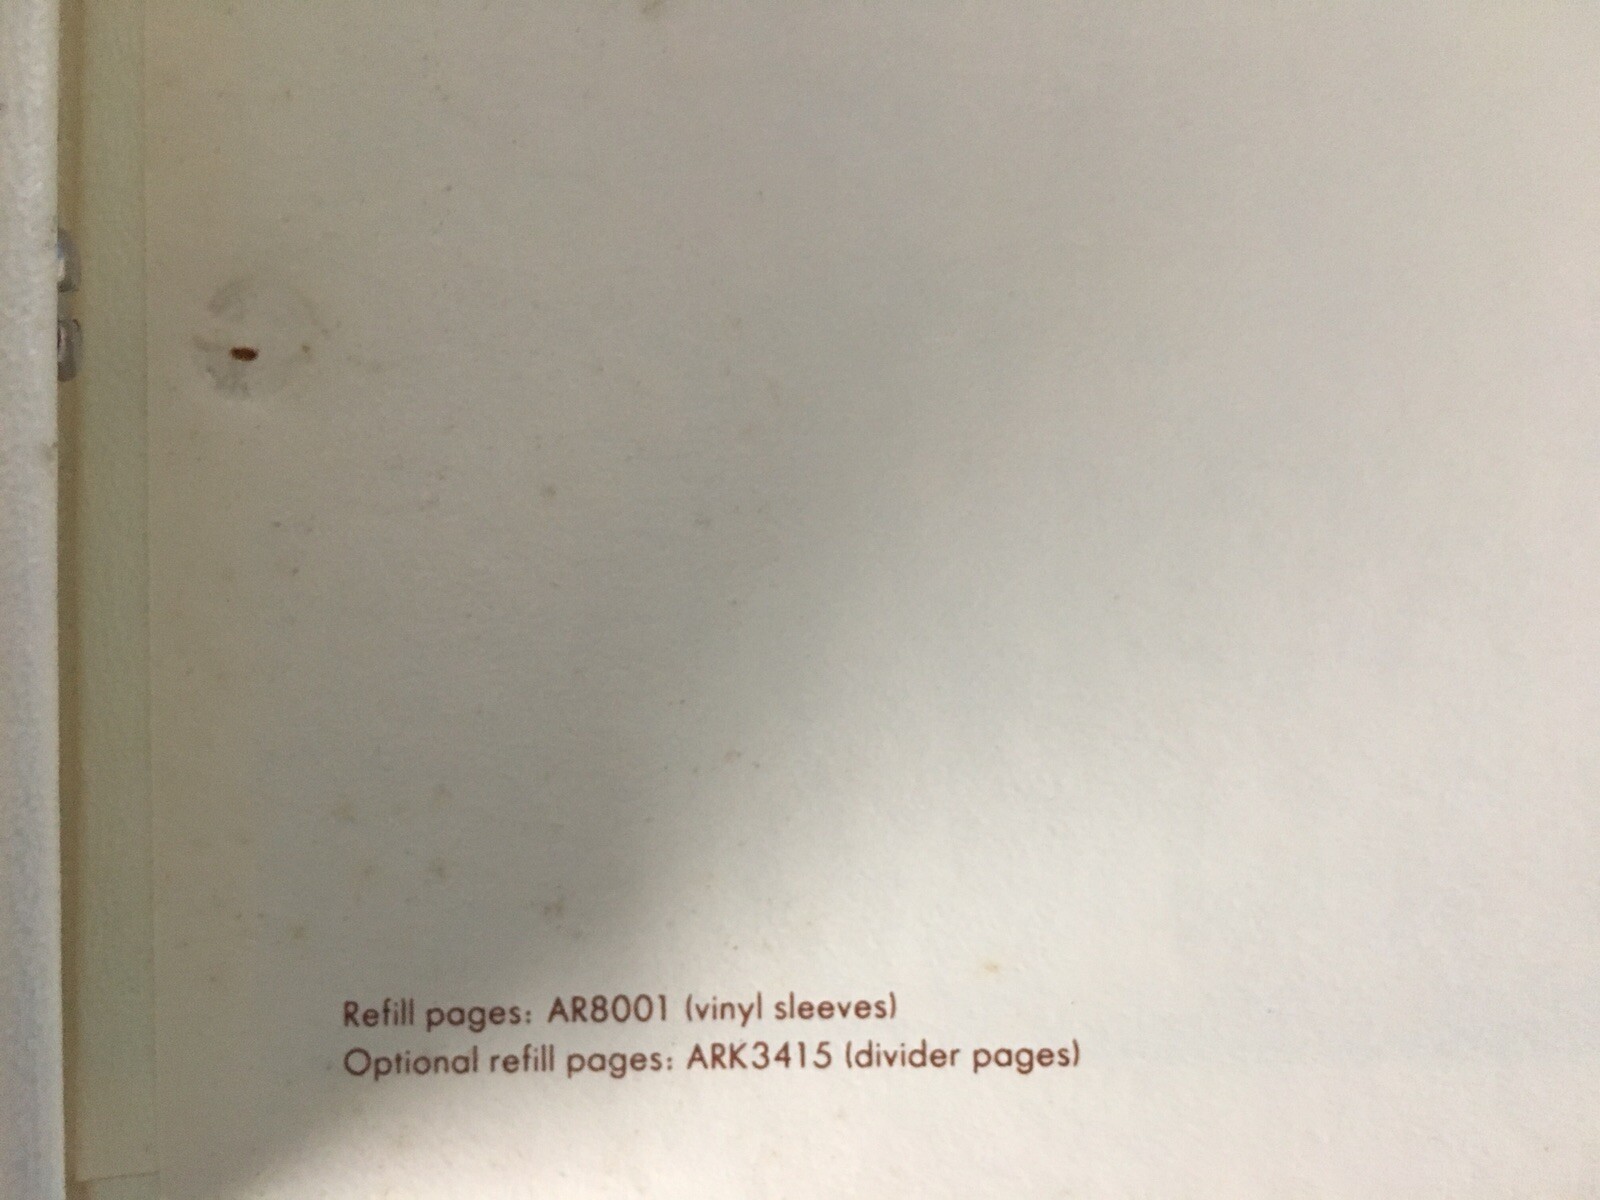 Refill pages: AR8001 (vinyl sleeves)
Optional refill pages: ARK3415 (divider pages)